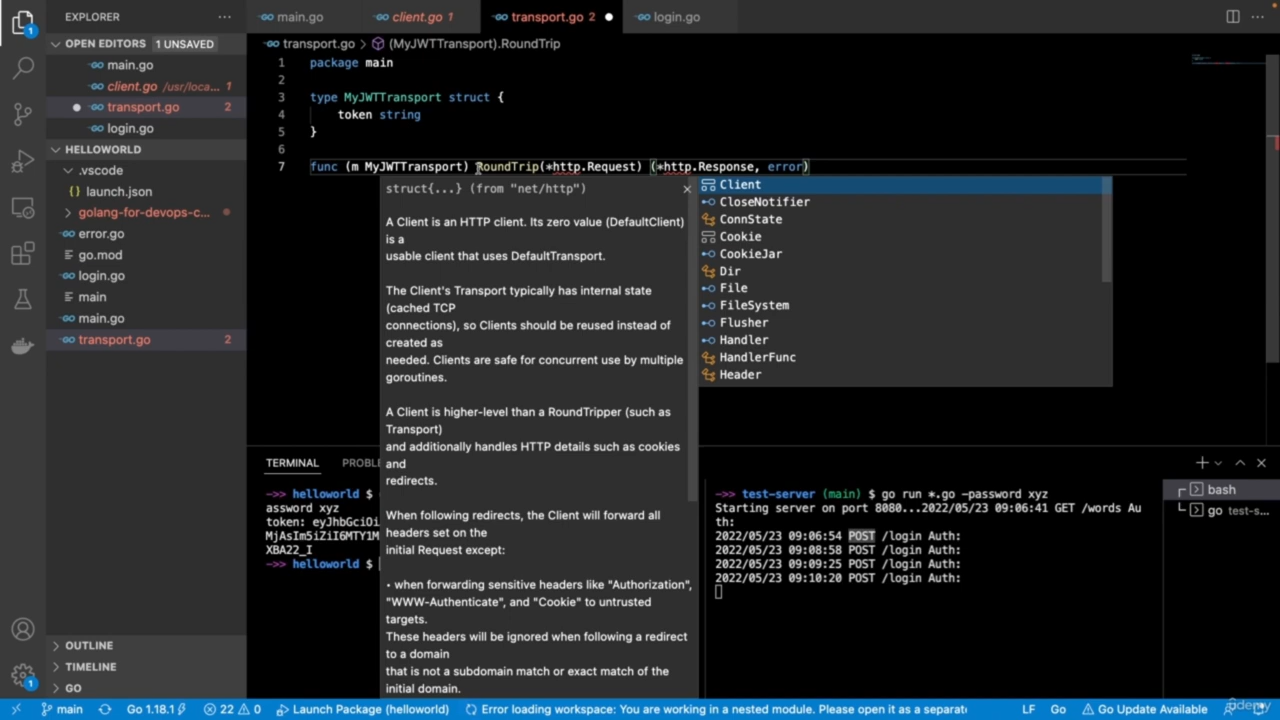 EXPLORER
OPEN EDITORS 1 UNSAVED
main.go
client.go /usr/loca... 1
transport.go 2
login.go
HELLOWORLD
.vscode
{} launch.json
golang-for-devops-c...
error.go
go.mod
login.go
main
main.go
transport.go 2
OUTLINE
TIMELINE
GO
main.go client.go 1 transport.go 2 login.go
transport.go > (MyJWTTransport).RoundTrip
1 package main
2
3 type MyJWTTransport struct {
4 token string
5 }
6
7 func (m MyJWTTransport) RoundTrip(*http.Request) (*http.Response, error)
struct{...} (from "net/http")
A Client is an HTTP client. Its zero value (DefaultClient)
is a
usable client that uses DefaultTransport.
The Client's Transport typically has internal state
(cached TCP
connections), so Clients should be reused instead of
created as
needed. Clients are safe for concurrent use by multiple
goroutines.
A Client is higher-level than a RoundTripper (such as
Transport)
and additionally handles HTTP details such as cookies
and
redirects.
When following redirects, the Client will forward all
headers set on the
initial Request except:
• when forwarding sensitive headers like "Authorization",
"WWW-Authenticate", and "Cookie" to untrusted
targets.
These headers will be ignored when following a redirect
to a domain
that is not a subdomain match or exact match of the
initial domain.
Client
CloseNotifier
ConnState
Cookie
CookieJar
Dir
File
FileSystem
Flusher
Handler
HandlerFunc
Header
TERMINAL PROBLE
->> helloworld $
assword xyz
token: eyJhbGciOi
MjAsIm5iZiI6MTY1M
XBA22_I
->> helloworld $
->> test-server (main) $ go run *.go -password xyz
Starting server on port 8080...2022/05/23 09:06:41 GET /words Au
th:
2022/05/23 09:06:54 POST /login Auth:
2022/05/23 09:08:58 POST /login Auth:
2022/05/23 09:09:25 POST /login Auth:
2022/05/23 09:10:20 POST /login Auth:
bash
go test-s...
main Go 1.18.1 22 0 Launch Package (helloworld) Error loading workspace: You are working in a nested module. Please open it as a separate LF Go Go Update Available
udemy